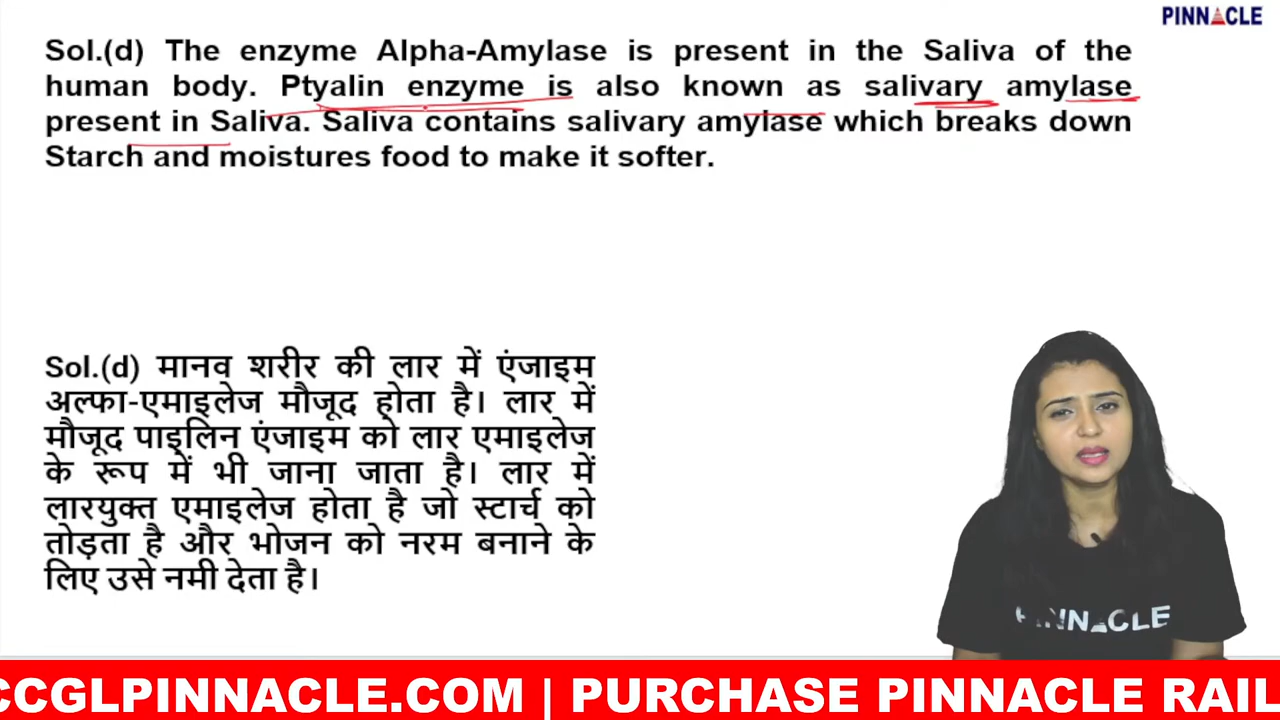 PINNACLE
Sol.(d) The enzyme Alpha-Amylase is present in the Saliva of the
human body. Ptyalin enzyme is also known as salivary amylase
present in Saliva. Saliva contains salivary amylase which breaks down
Starch and moistures food to make it softer.
Sol.(d) मानव शरीर की लार में एंजाइम
अल्फा-एमाइलेज मौजूद होता है। लार में
मौजूद पाइलिन एंजाइम को लार एमाइलेज
के रूप में भी जाना जाता है। लार में
लारयुक्त एमाइलेज होता है जो स्टार्च को
तोड़ता है और भोजन को नरम बनाने के
लिए उसे नमी देता है।
PINNACLE
CCGLPINNACLE.COM | PURCHASE PINNACLE RAIL